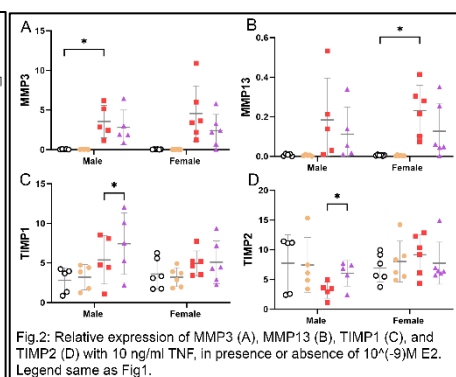 A
MMP3
15
10
5
0
*
Male
Female
B
MMP13
0.6
0.4
0.2
0.0
*
Male
Female
C
TIMP1
15
10
5
0
*
Male
Female
D
TIMP2
20
15
10
5
0
*
Male
Female
Fig.2: Relative expression of MMP3 (A), MMP13 (B), TIMP1 (C), and
TIMP2 (D) with 10 ng/ml TNF, in presence or absence of 10^(-9)M E2.
Legend same as Fig1.